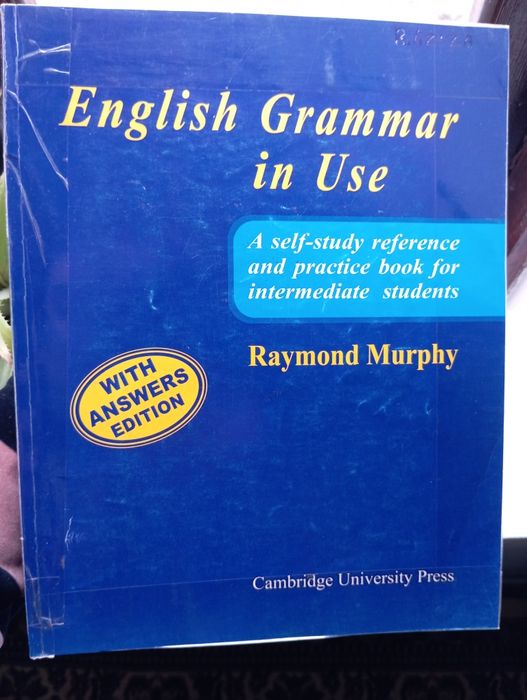 English Grammar
in Use
A self-study reference
and practice book for
intermediate students
Raymond Murphy
WITH
ANSWERS
EDITION
Cambridge University Press